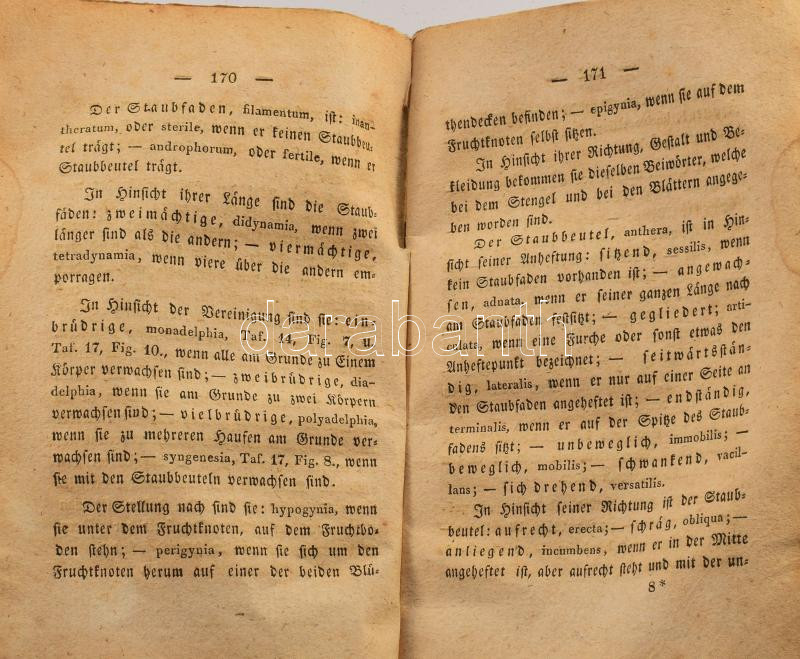 — 170 —
Der Staubfaden, filamentum, ist: inan-
theratum, oder sterile, wenn er keinen Staubbeu-
tel trägt; — androphorum, oder fertile, wenn er
Staubbeutel trägt.
In Hinsicht ihrer Länge sind die Staub-
fäden: zweimächtige, didynamia, wenn zwei
länger sind als die andern; — viermächtige,
tetradynamia, wenn viere über die andern em-
porragen.
In Hinsicht der Vereinigung sind sie: ein-
brüdrige, monadelphia, Taf. 14, Fig. 7, u.
Taf. 17, Fig. 10., wenn alle am Grunde zu Einem
Körper verwachsen sind; — zweibrüdrige, dia-
delphia, wenn sie am Grunde zu zwei Körpern
verwachsen sind; — vielbrüdrige, polyadelphia,
wenn sie zu mehreren Haufen am Grunde ver-
wachsen sind; — syngenesia, Taf. 17, Fig. 8., wenn
sie mit den Staubbeuteln verwachsen sind.
Der Stellung nach sind sie: hypogynia, wenn
sie unter dem Fruchtknoten, auf dem Fruchtbo-
den stehn; — perigynia, wenn sie sich um den
Fruchtknoten herum auf einer der beiden Blü-
— 171 —
thendecken befinden; — epigynia, wenn sie auf dem
Fruchtknoten selbst sitzen.
In Hinsicht ihrer Richtung, Gestalt und Be-
kleidung bekommen sie dieselben Beiwörter, welche
bei dem Stengel und bei den Blättern angege-
ben worden sind.
Der Staubbeutel, anthera, ist in Hin-
sicht seiner Anheftung: sitzend, sessilis, wenn
kein Staubfaden vorhanden ist; — angewach-
sen, adnata, wenn er seiner ganzen Länge nach
am Staubfaden festsitzt; — gegliedert; arti-
culata, wenn eine Furche oder sonst etwas den
Anheftepunkt bezeichnet; — seitwärtsstän-
dig, lateralis, wenn er nur auf einer Seite an
den Staubfaden angeheftet ist; — endständig,
terminalis, wenn er auf der Spitze des Staub-
fadens sitzt; — unbeweglich, immobilis; —
beweglich, mobilis; — schwankend, vacil-
lans; — sich drehend, versatilis.
In Hinsicht seiner Richtung ist der Staub-
beutel: aufrecht, erecta; — schräg, obliqua; —
anliegend, incumbens, wenn er in der Mitte
angeheftet ist, aber aufrecht steht und mit der un-
8*
darabanth